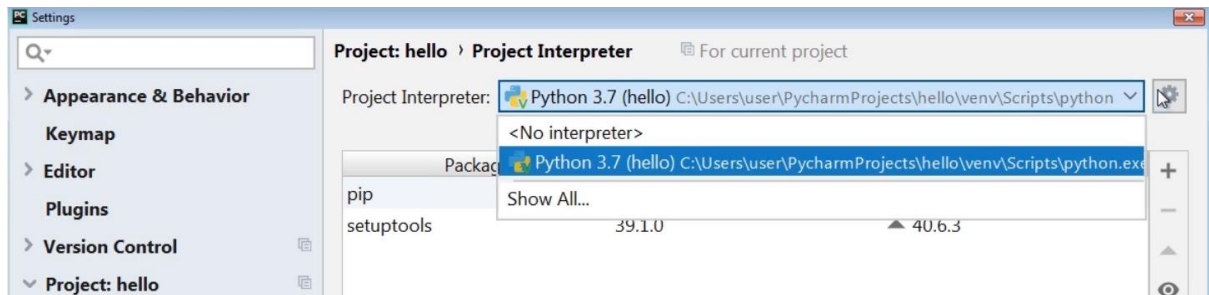 PC Settings
Project: hello › Project Interpreter For current project
Appearance & Behavior
Project Interpreter: Python 3.7 (hello) C:\Users\user\PycharmProjects\hello\venv\Scripts\python
Keymap
<No interpreter>
Editor
Packag Python 3.7 (hello) C:\Users\user\PycharmProjects\hello\venv\Scripts\python.exe
Plugins
pip
Show All...
Version Control
setuptools 39.1.0 40.6.3
Project: hello